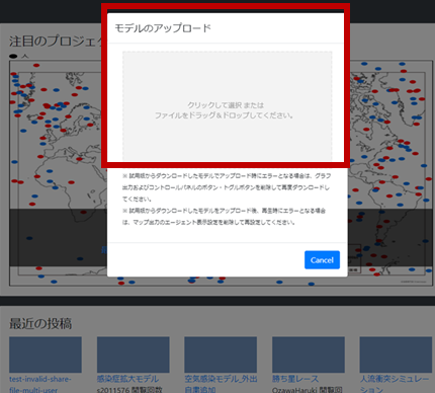 注目のプロジェク
モデルのアップロード
クリックして選択 または
ファイルをドラッグ＆ドロップしてください。
※ 試用版からダウンロードしたモデルでアップロード時にエラーとなる場合は、グラフ
出力およびコントロールパネルのボタン・トグルボタンを削除して再度ダウンロードし
てください。
※ 試用版からダウンロードしたモデルをアップロード後、再生時にエラーとなる場合
は、マップ出力のエージェント表示設定を削除して再設定してください。
Cancel
最近の投稿
test-invalid-share-
file-multi-user
感染症拡大モデル
s2011576 閲覧回数
空気感染モデル_外出
自粛追加
勝ち星レース
OzawaHaruki 閲覧回
人流衝突シミュレー
ション